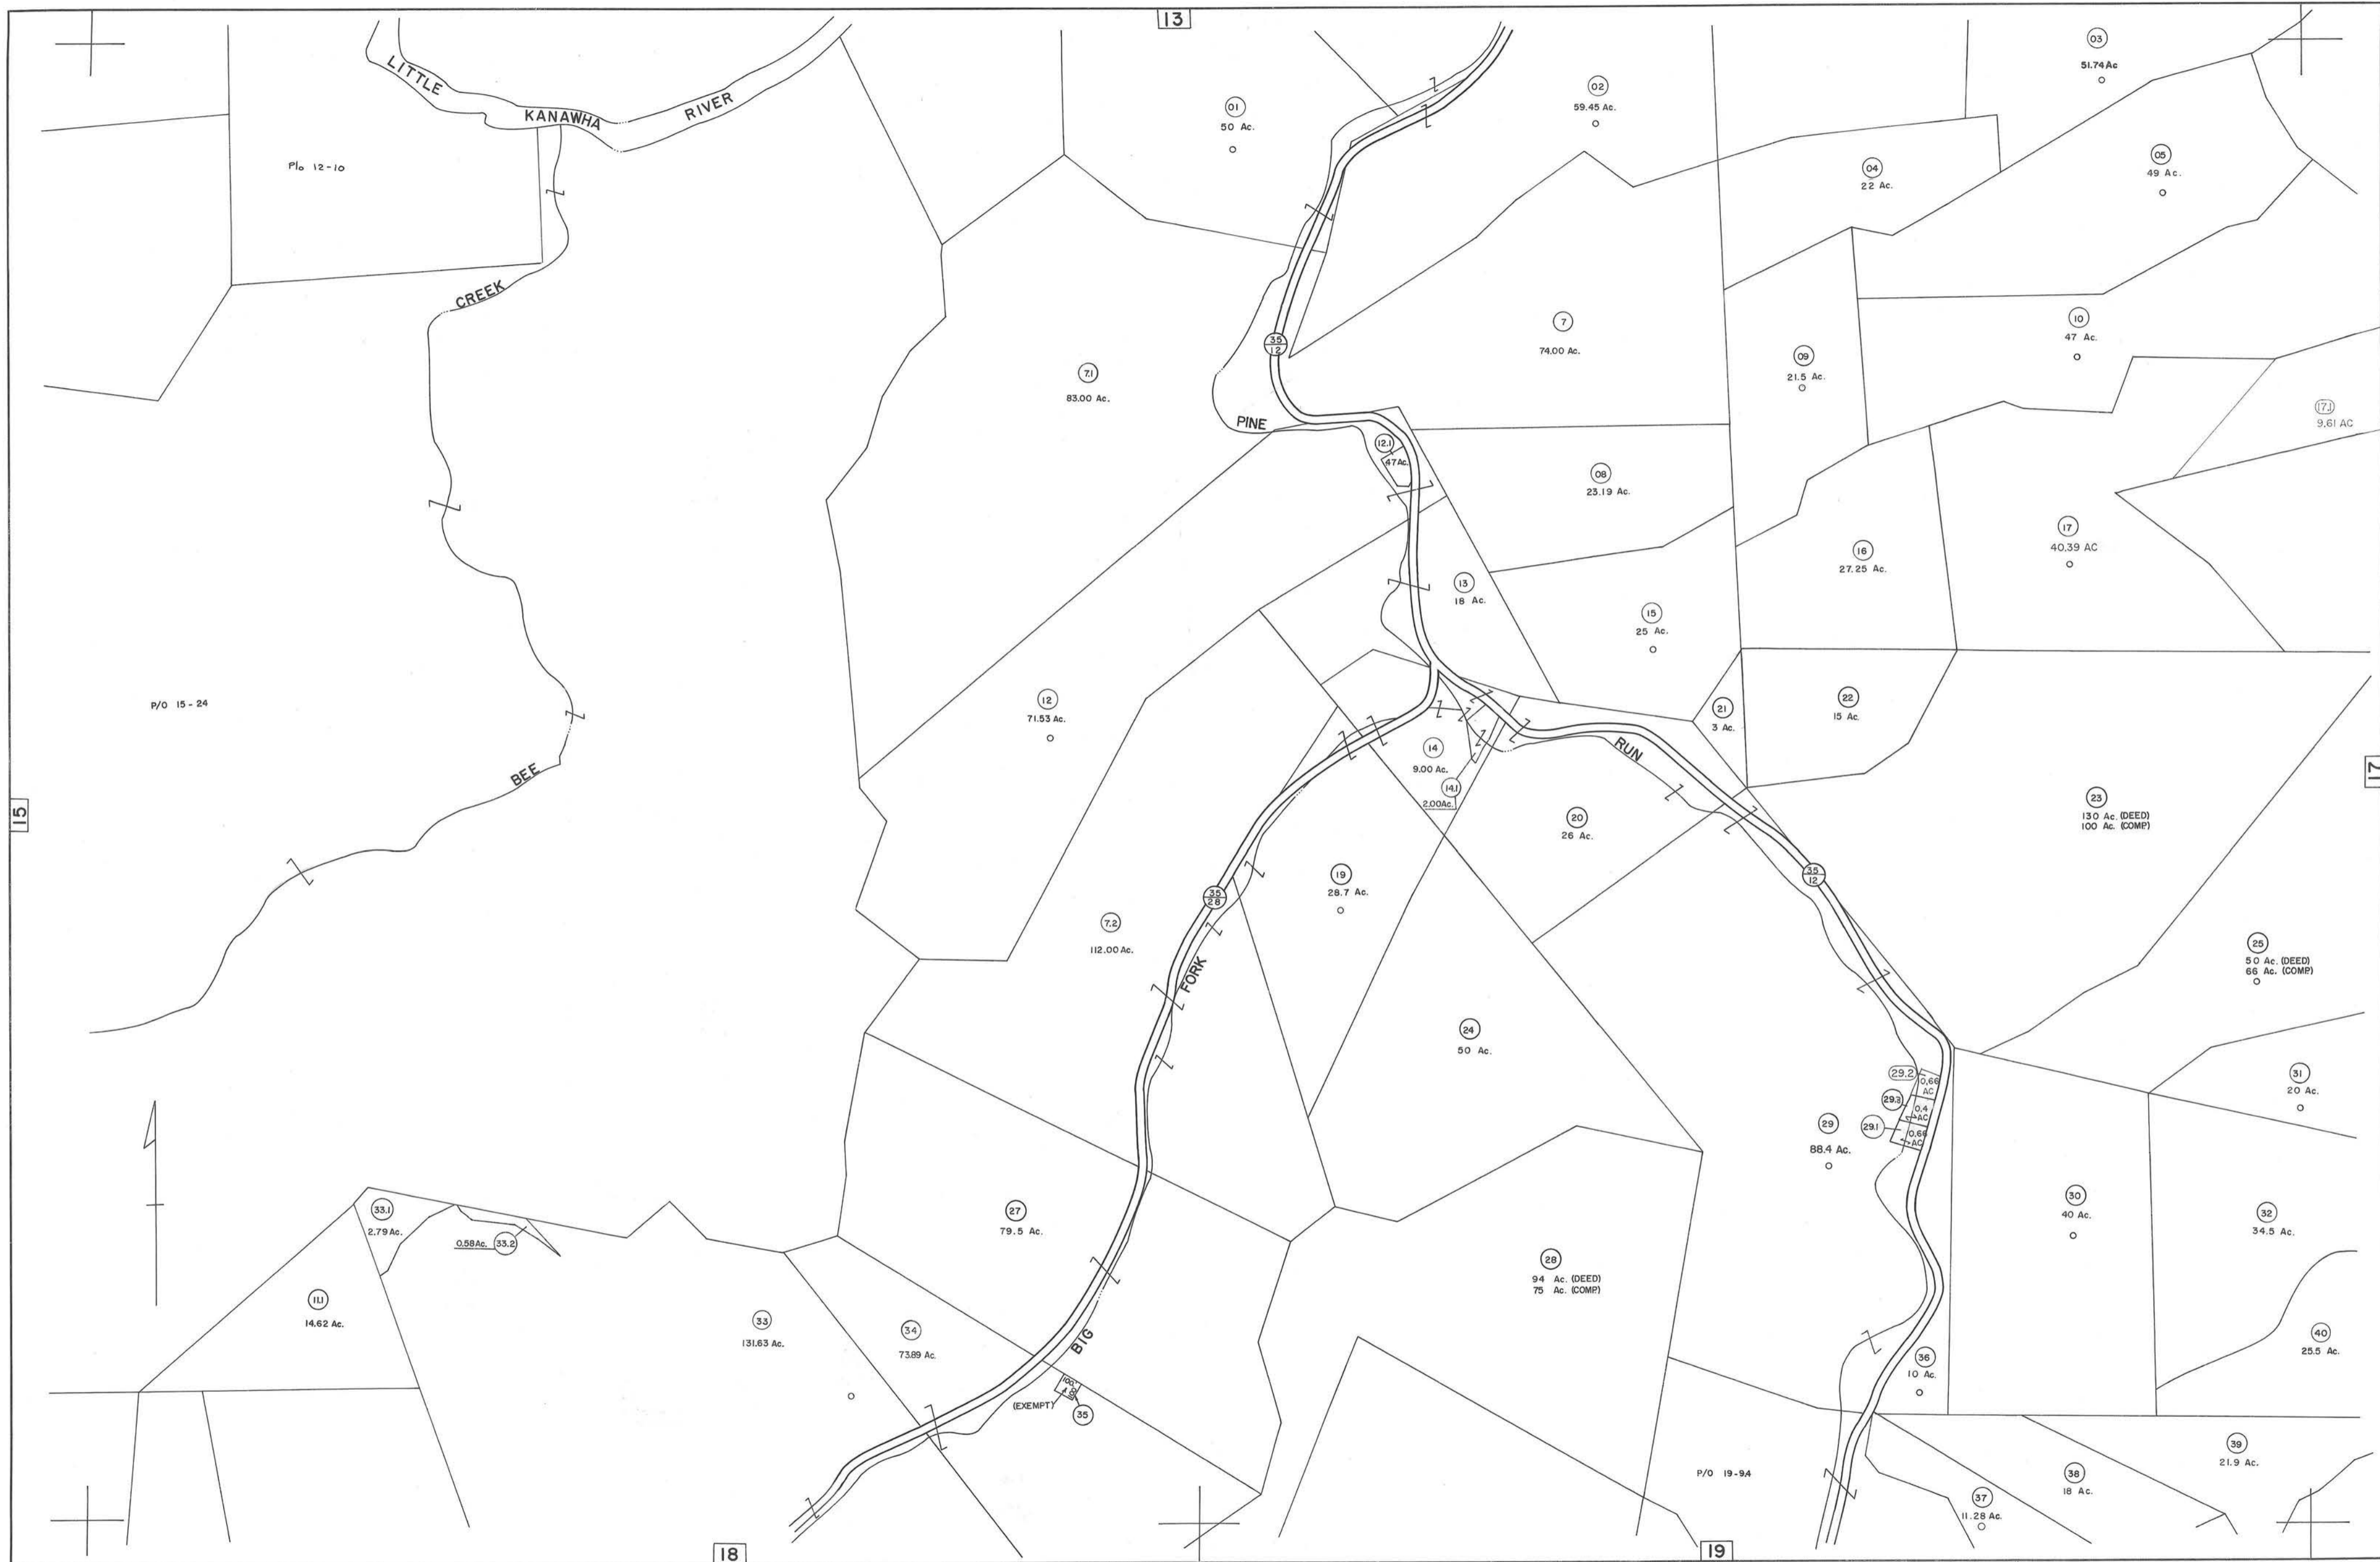 13
LITTLE
KANAWHA
RIVER
P/o 12-10
CREEK
01
50 Ac.
02
59.45 Ac.
03
51.74 Ac
04
22 Ac.
05
49 Ac.
7
74.00 Ac.
09
21.5 Ac.
10
47 Ac.
17.1
9.61 AC
7.1
83.00 Ac.
35
12
PINE
12.1
.47 Ac.
08
23.19 Ac.
16
27.25 Ac.
17
40.39 AC
13
18 Ac.
15
25 Ac.
P/O 15-24
12
71.53 Ac.
21
3 Ac.
22
15 Ac.
14
9.00 Ac.
14.1
2.00 Ac.
RUN
BEE
15
17
20
26 Ac.
23
130 Ac. (DEED)
100 Ac. (COMP.)
19
28.7 Ac.
35
12
35
28
7.2
112.00 Ac.
FORK
25
50 Ac. (DEED)
66 Ac. (COMP.)
24
50 Ac.
29.2
0.66
AC
29.3
0.4
AC
29.1
0.66
AC
29
88.4 Ac.
31
20 Ac.
33.1
2.79 Ac.
0.58 Ac.
33.2
27
79.5 Ac.
30
40 Ac.
32
34.5 Ac.
28
94 Ac. (DEED)
75 Ac. (COMP.)
11.1
14.62 Ac.
33
131.63 Ac.
34
73.89 Ac.
BIG
36
10 Ac.
40
25.5 Ac.
(EXEMPT)
35
P/O 19-9.4
39
21.9 Ac.
38
18 Ac.
37
11.28 Ac.
18
19